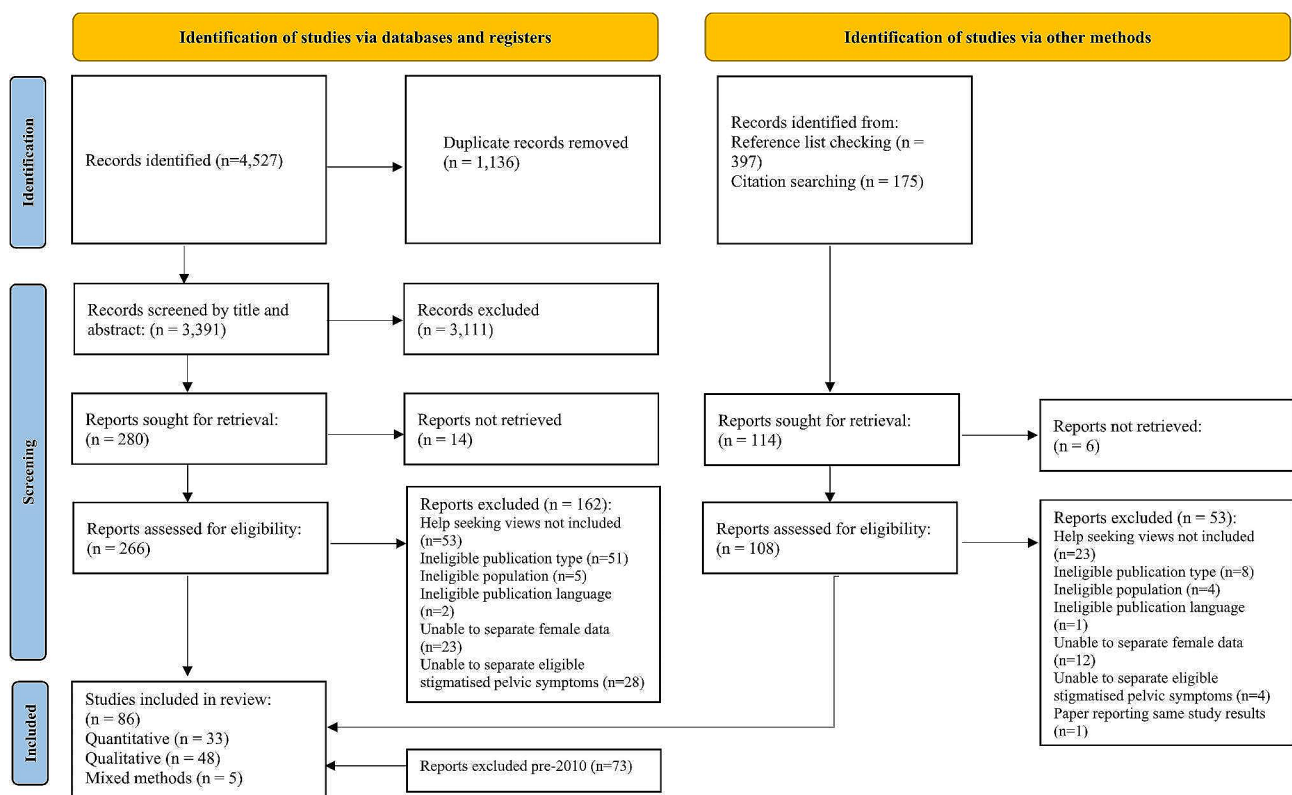 Identification of studies via databases and registers
Identification of studies via other methods
Identification
Records identified (n=4,527)
Duplicate records removed
(n = 1,136)
Records identified from:
Reference list checking (n =
397)
Citation searching (n = 175)
Screening
Records screened by title and
abstract: (n = 3,391)
Records excluded
(n = 3,111)
Reports sought for retrieval:
(n = 280)
Reports not retrieved
(n = 14)
Reports sought for retrieval:
(n = 114)
Reports not retrieved:
(n = 6)
Reports assessed for eligibility:
(n = 266)
Reports excluded (n = 162):
Help seeking views not included
(n=53)
Ineligible publication type (n=51)
Ineligible population (n=5)
Ineligible publication language
(n=2)
Unable to separate female data
(n=23)
Unable to separate eligible
stigmatised pelvic symptoms (n=28)
Reports assessed for eligibility:
(n = 108)
Reports excluded (n = 53):
Help seeking views not included
(n=23)
Ineligible publication type (n=8)
Ineligible population (n=4)
Ineligible publication language
(n=1)
Unable to separate female data
(n=12)
Unable to separate eligible
stigmatised pelvic symptoms (n=4)
Paper reporting same study results
(n=1)
Included
Studies included in review:
(n = 86)
Quantitative (n = 33)
Qualitative (n = 48)
Mixed methods (n = 5)
Reports excluded pre-2010 (n=73)